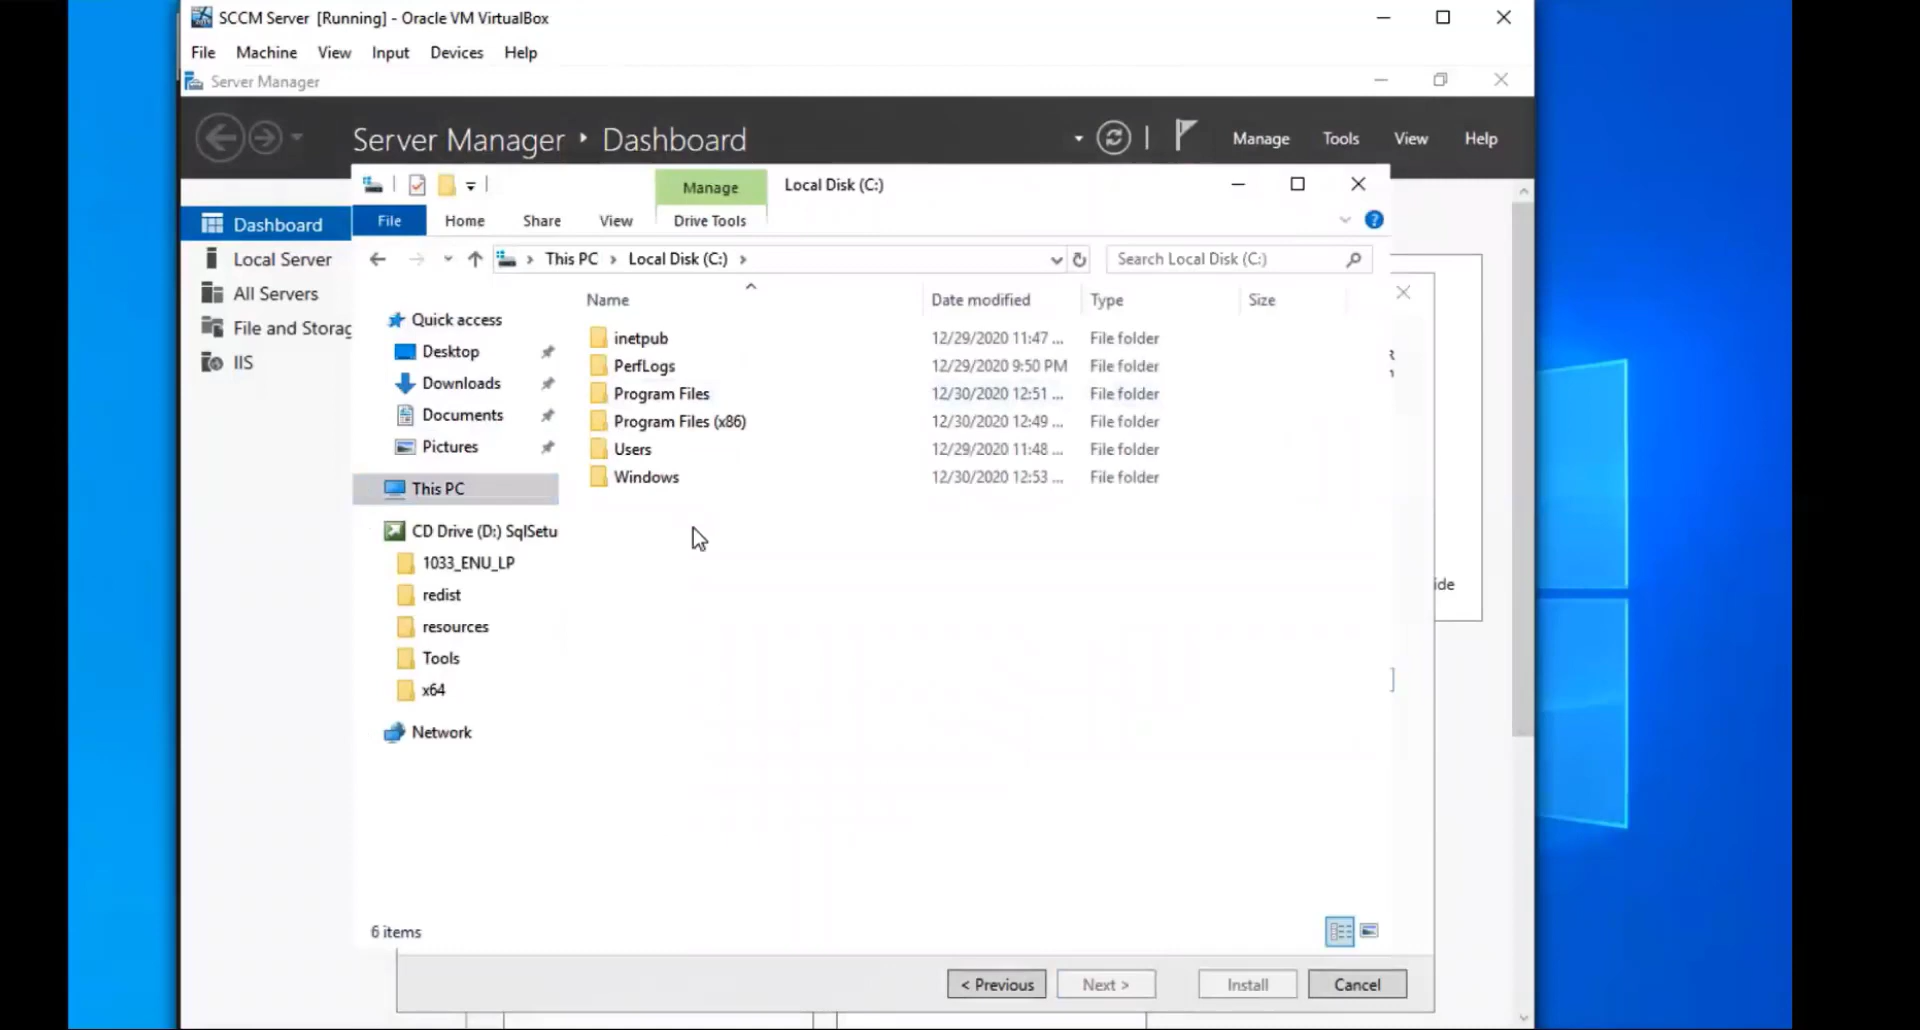 SCCM Server [Running] - Oracle VM VirtualBox
File Machine View Input Devices Help
Server Manager
Server Manager Dashboard
Manage Tools View Help
Manage Local Disk (C:)
File Home Share View Drive Tools
This PC Local Disk (C:) Search Local Disk (C:)
Dashboard
Local Server
All Servers
File and Storag
IIS
Quick access
Desktop
Downloads
Documents
Pictures
This PC
CD Drive (D:) SqlSetu
1033_ENU_LP
redist
resources
Tools
x64
Network
Name Date modified Type Size
inetpub 12/29/2020 11:47 ... File folder
PerfLogs 12/29/2020 9:50 PM File folder
Program Files 12/30/2020 12:51 ... File folder
Program Files (x86) 12/30/2020 12:49 ... File folder
Users 12/29/2020 11:48 ... File folder
Windows 12/30/2020 12:53 ... File folder
ide
6 items
< Previous Next > Install Cancel